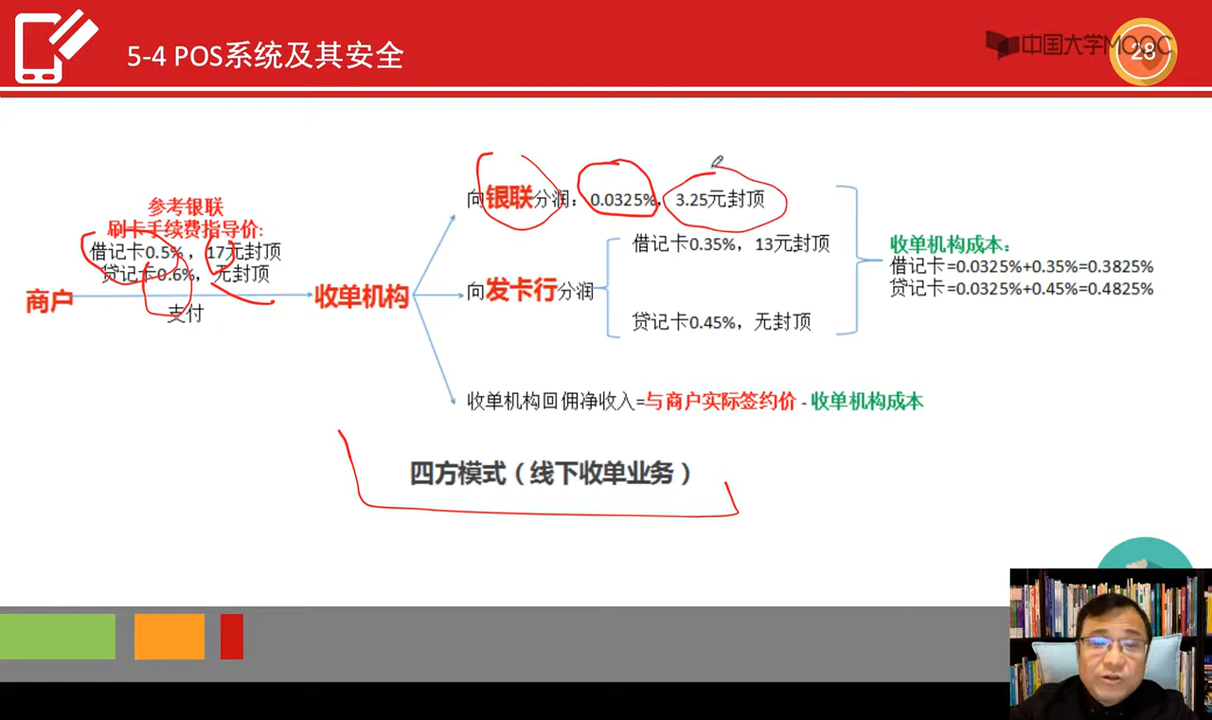 5-4 POS系统及其安全
中国大学MOOC
28
参考银联
刷卡手续费指导价:
借记卡0.5%，17元封顶
贷记卡0.6%，无封顶
商户
支付
收单机构
向银联分润：0.0325%，3.25元封顶
向发卡行分润
借记卡0.35%，13元封顶
贷记卡0.45%，无封顶
收单机构成本：
借记卡=0.0325%+0.35%=0.3825%
贷记卡=0.0325%+0.45%=0.4825%
收单机构回佣净收入=与商户实际签约价 - 收单机构成本
四方模式（线下收单业务）